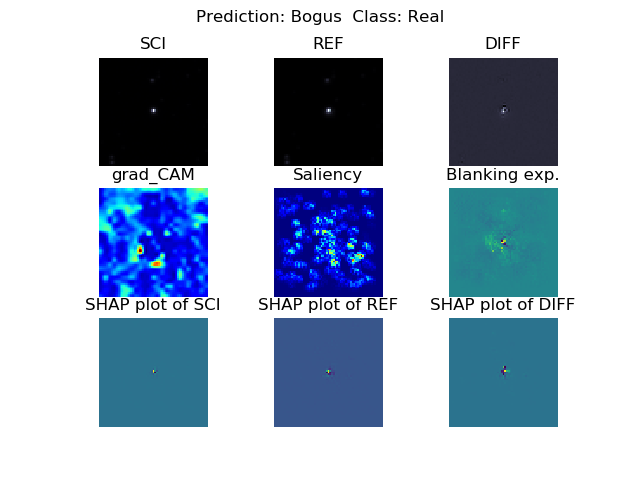 Prediction: Bogus  Class: Real
SCI REF DIFF
grad_CAM Saliency Blanking exp.
SHAP plot of SCI SHAP plot of REF SHAP plot of DIFF